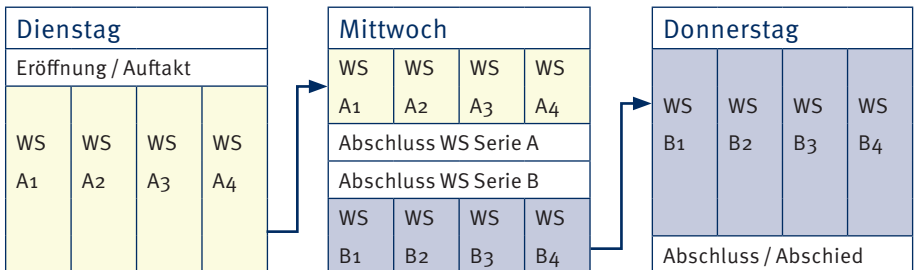 Dienstag
Eröffnung / Auftakt
WS WS WS WS
A1 A2 A3 A4
Mittwoch
WS WS WS WS
A1 A2 A3 A4
Abschluss WS Serie A
Abschluss WS Serie B
WS WS WS WS
B1 B2 B3 B4
Donnerstag
WS WS WS WS
B1 B2 B3 B4
Abschluss / Abschied